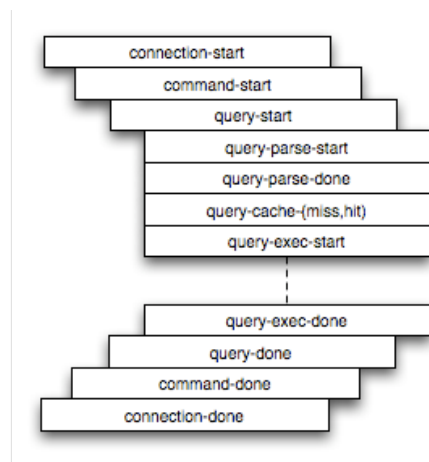 connection-start
command-start
query-start
query-parse-start
query-parse-done
query-cache-(miss,hit)
query-exec-start
query-exec-done
query-done
command-done
connection-done